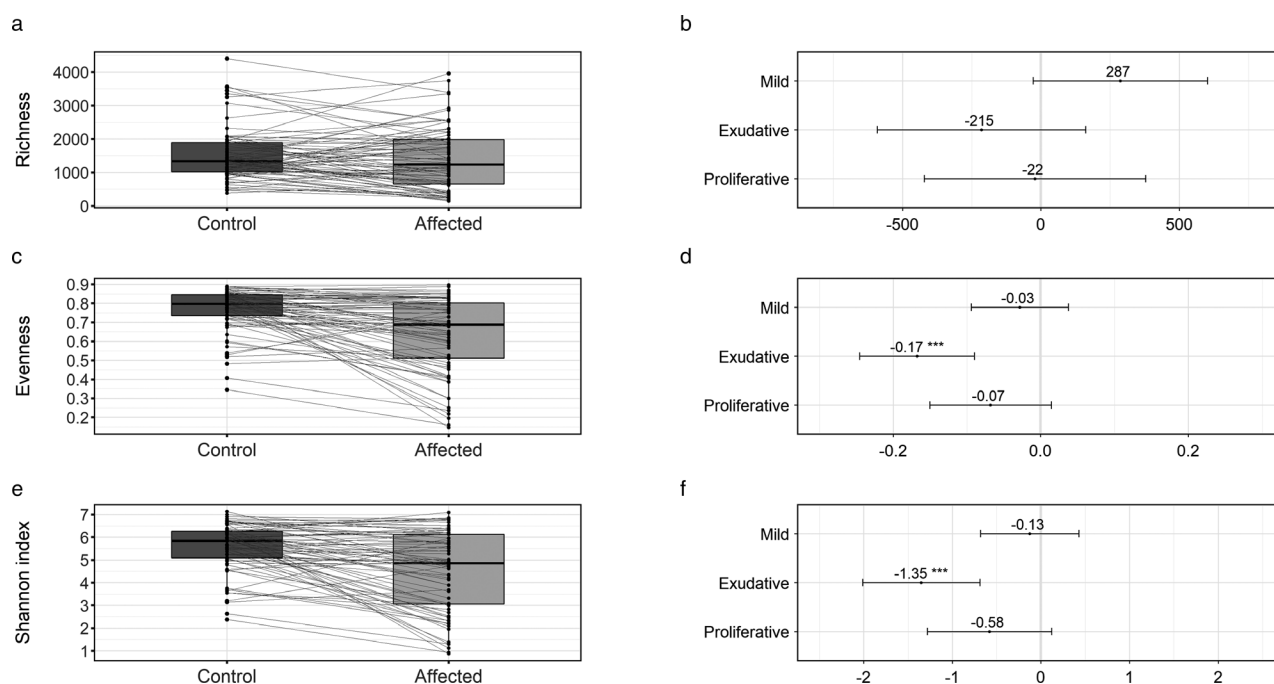 a
Richness
4000
3000
2000
1000
0
Control Affected
b
Mild
Exudative
Proliferative
287
-215
-22
-500 0 500
c
Evenness
0.9
0.8
0.7
0.6
0.5
0.4
0.3
0.2
Control Affected
d
Mild
Exudative
Proliferative
-0.03
-0.17 ***
-0.07
-0.2 0.0 0.2
e
Shannon index
7
6
5
4
3
2
1
Control Affected
f
Mild
Exudative
Proliferative
-0.13
-1.35 ***
-0.58
-2 -1 0 1 2